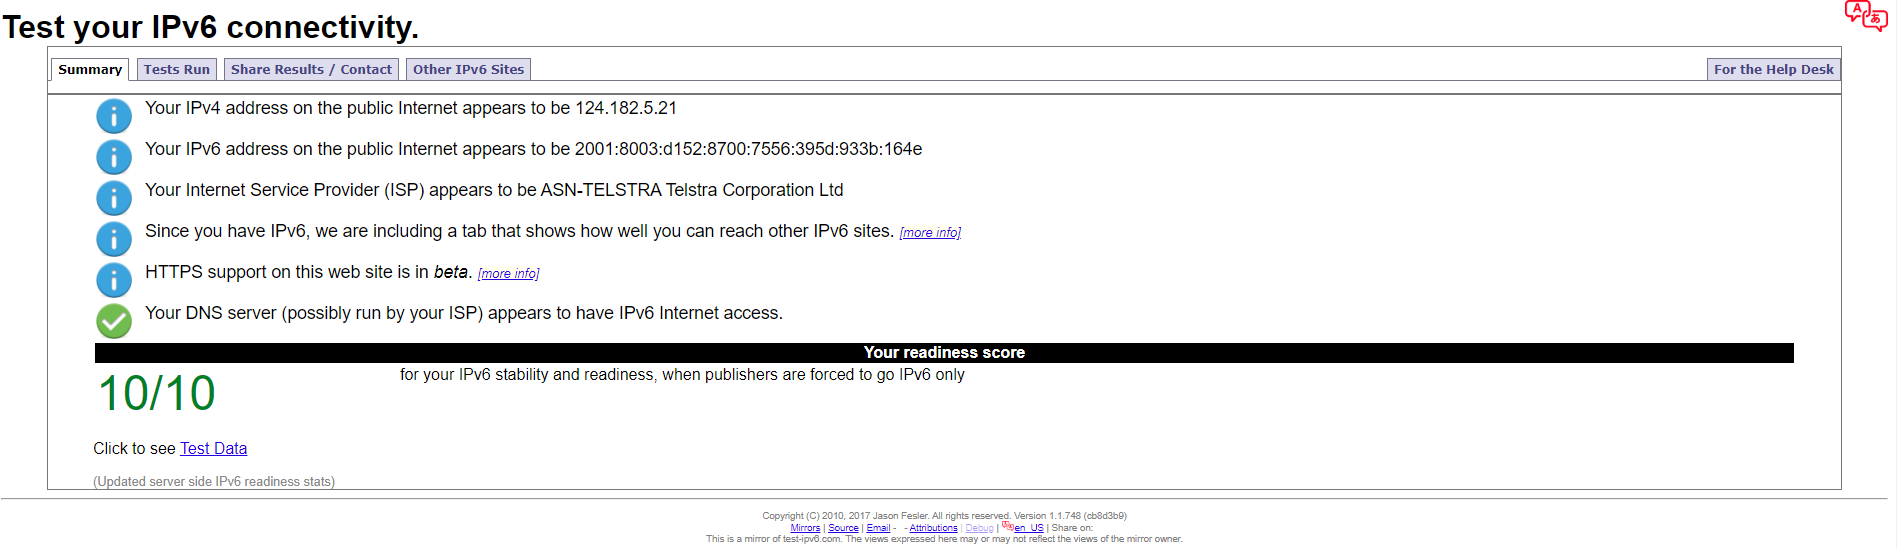 Test your IPv6 connectivity.
A あ
Summary Tests Run Share Results / Contact Other IPv6 Sites For the Help Desk
Your IPv4 address on the public Internet appears to be 124.182.5.21
Your IPv6 address on the public Internet appears to be 2001:8003:d152:8700:7556:395d:933b:164e
Your Internet Service Provider (ISP) appears to be ASN-TELSTRA Telstra Corporation Ltd
Since you have IPv6, we are including a tab that shows how well you can reach other IPv6 sites. [more info]
HTTPS support on this web site is in beta. [more info]
Your DNS server (possibly run by your ISP) appears to have IPv6 Internet access.
Your readiness score
10/10 for your IPv6 stability and readiness, when publishers are forced to go IPv6 only
Click to see Test Data
(Updated server side IPv6 readiness stats)
Copyright (C) 2010, 2017 Jason Fesler. All rights reserved. Version 1.1.748 (cb8d3b9)
Mirrors | Source | Email - - Attributions | Debug | en_US | Share on:
This is a mirror of test-ipv6.com. The views expressed here may or may not reflect the views of the mirror owner.